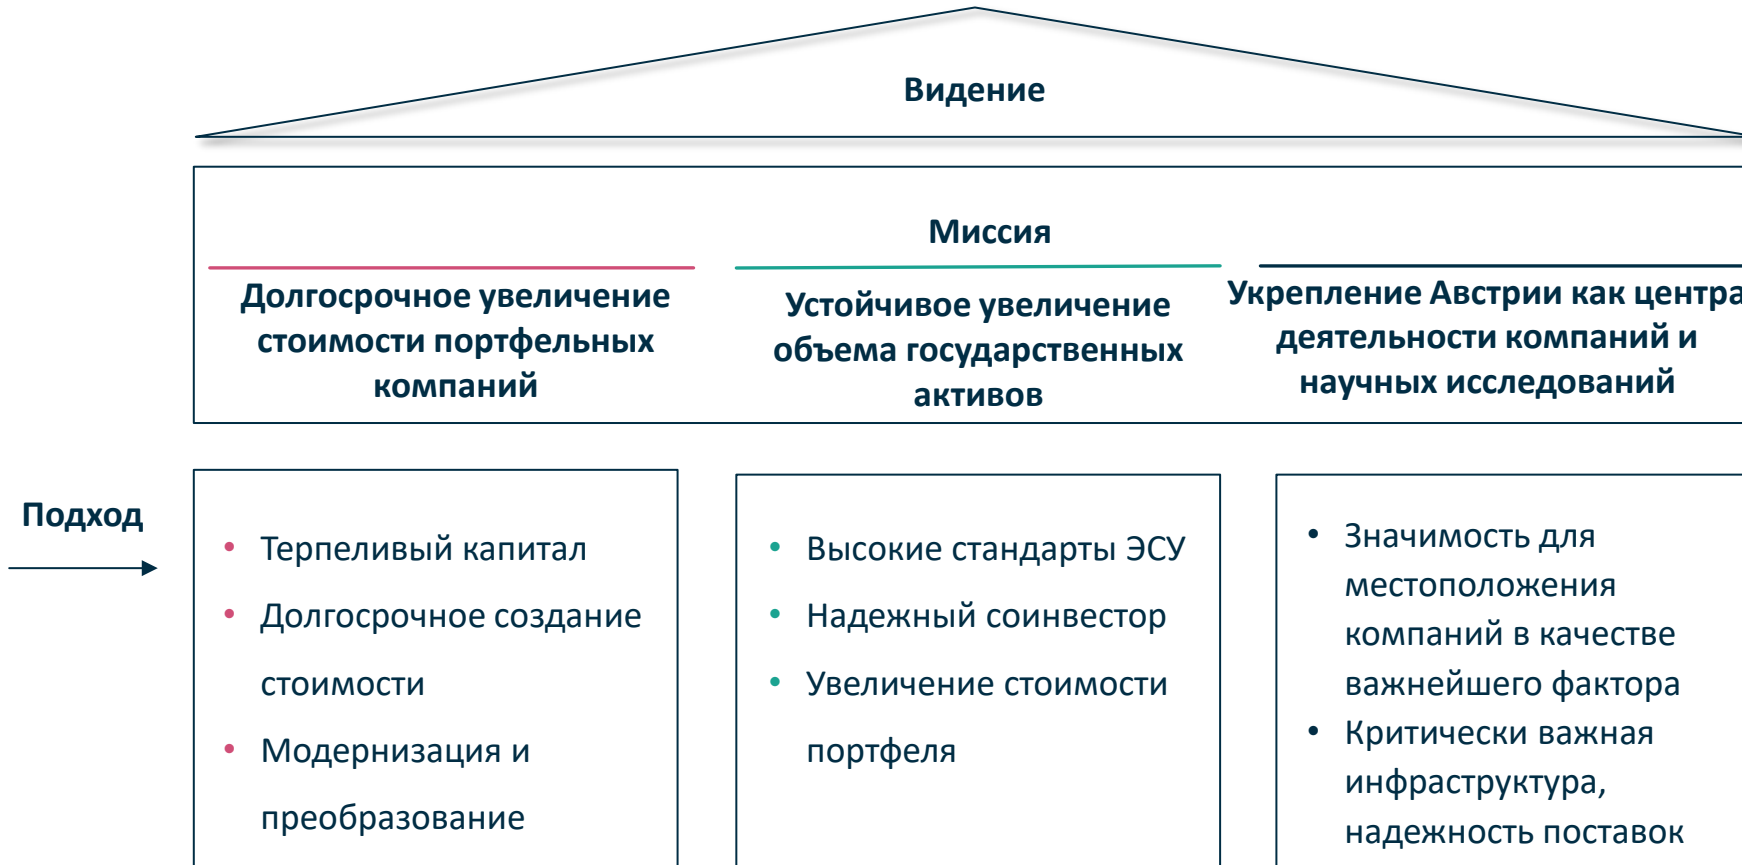 Видение
Миссия
Долгосрочное увеличение
стоимости портфельных
компаний
Устойчивое увеличение
объема государственных
активов
Укрепление Австрии как центра
деятельности компаний и
научных исследований
Подход
• Терпеливый капитал
• Долгосрочное создание
стоимости
• Модернизация и
преобразование
• Высокие стандарты ЭСУ
• Надежный соинвестор
• Увеличение стоимости
портфеля
• Значимость для
местоположения
компаний в качестве
важнейшего фактора
• Критически важная
инфраструктура,
надежность поставок